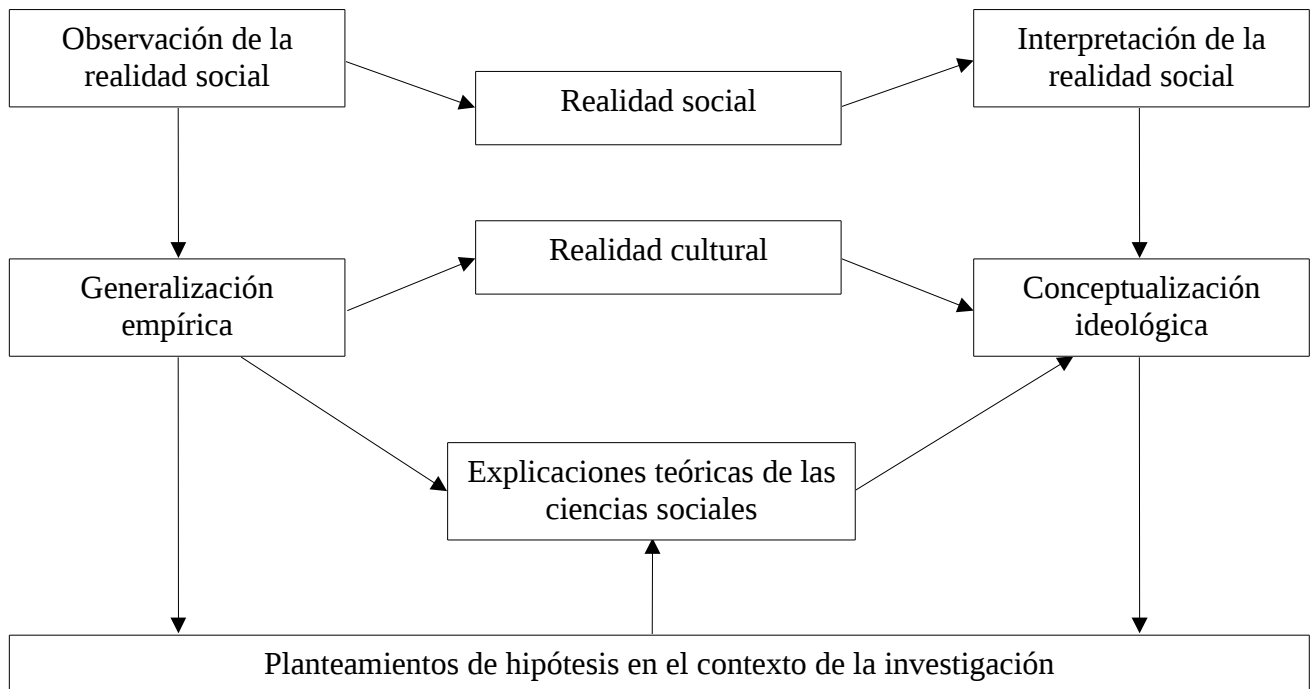 Observación de la
realidad social
Realidad social
Interpretación de la
realidad social
Generalización
empírica
Realidad cultural
Conceptualización
ideológica
Explicaciones teóricas de las
ciencias sociales
Planteamientos de hipótesis en el contexto de la investigación